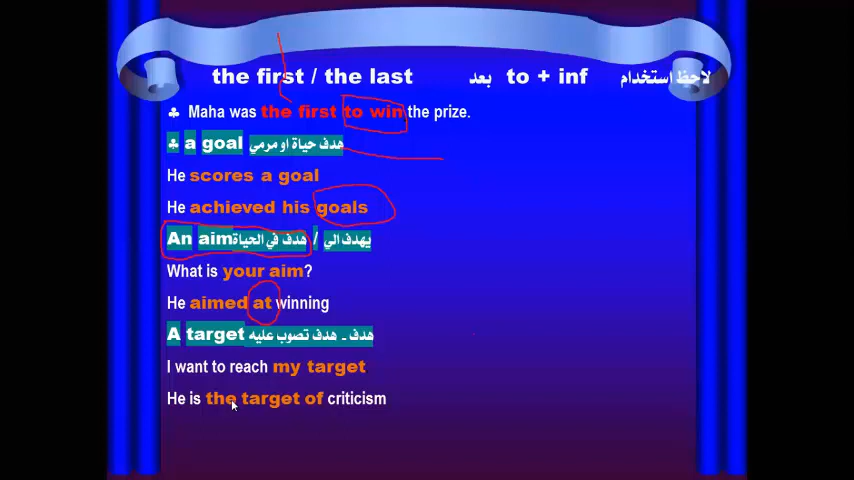 the first / the last بعد to + inf لاحظ استخدام
♣ Maha was the first to win the prize.
♣ a goal هدف حياة او مرمي
He scores a goal
He achieved his goals
An aim هدف في الحياة / يهدف الي
What is your aim?
He aimed at winning
A target هدف ـ هدف تصوب عليه
I want to reach my target
He is the target of criticism